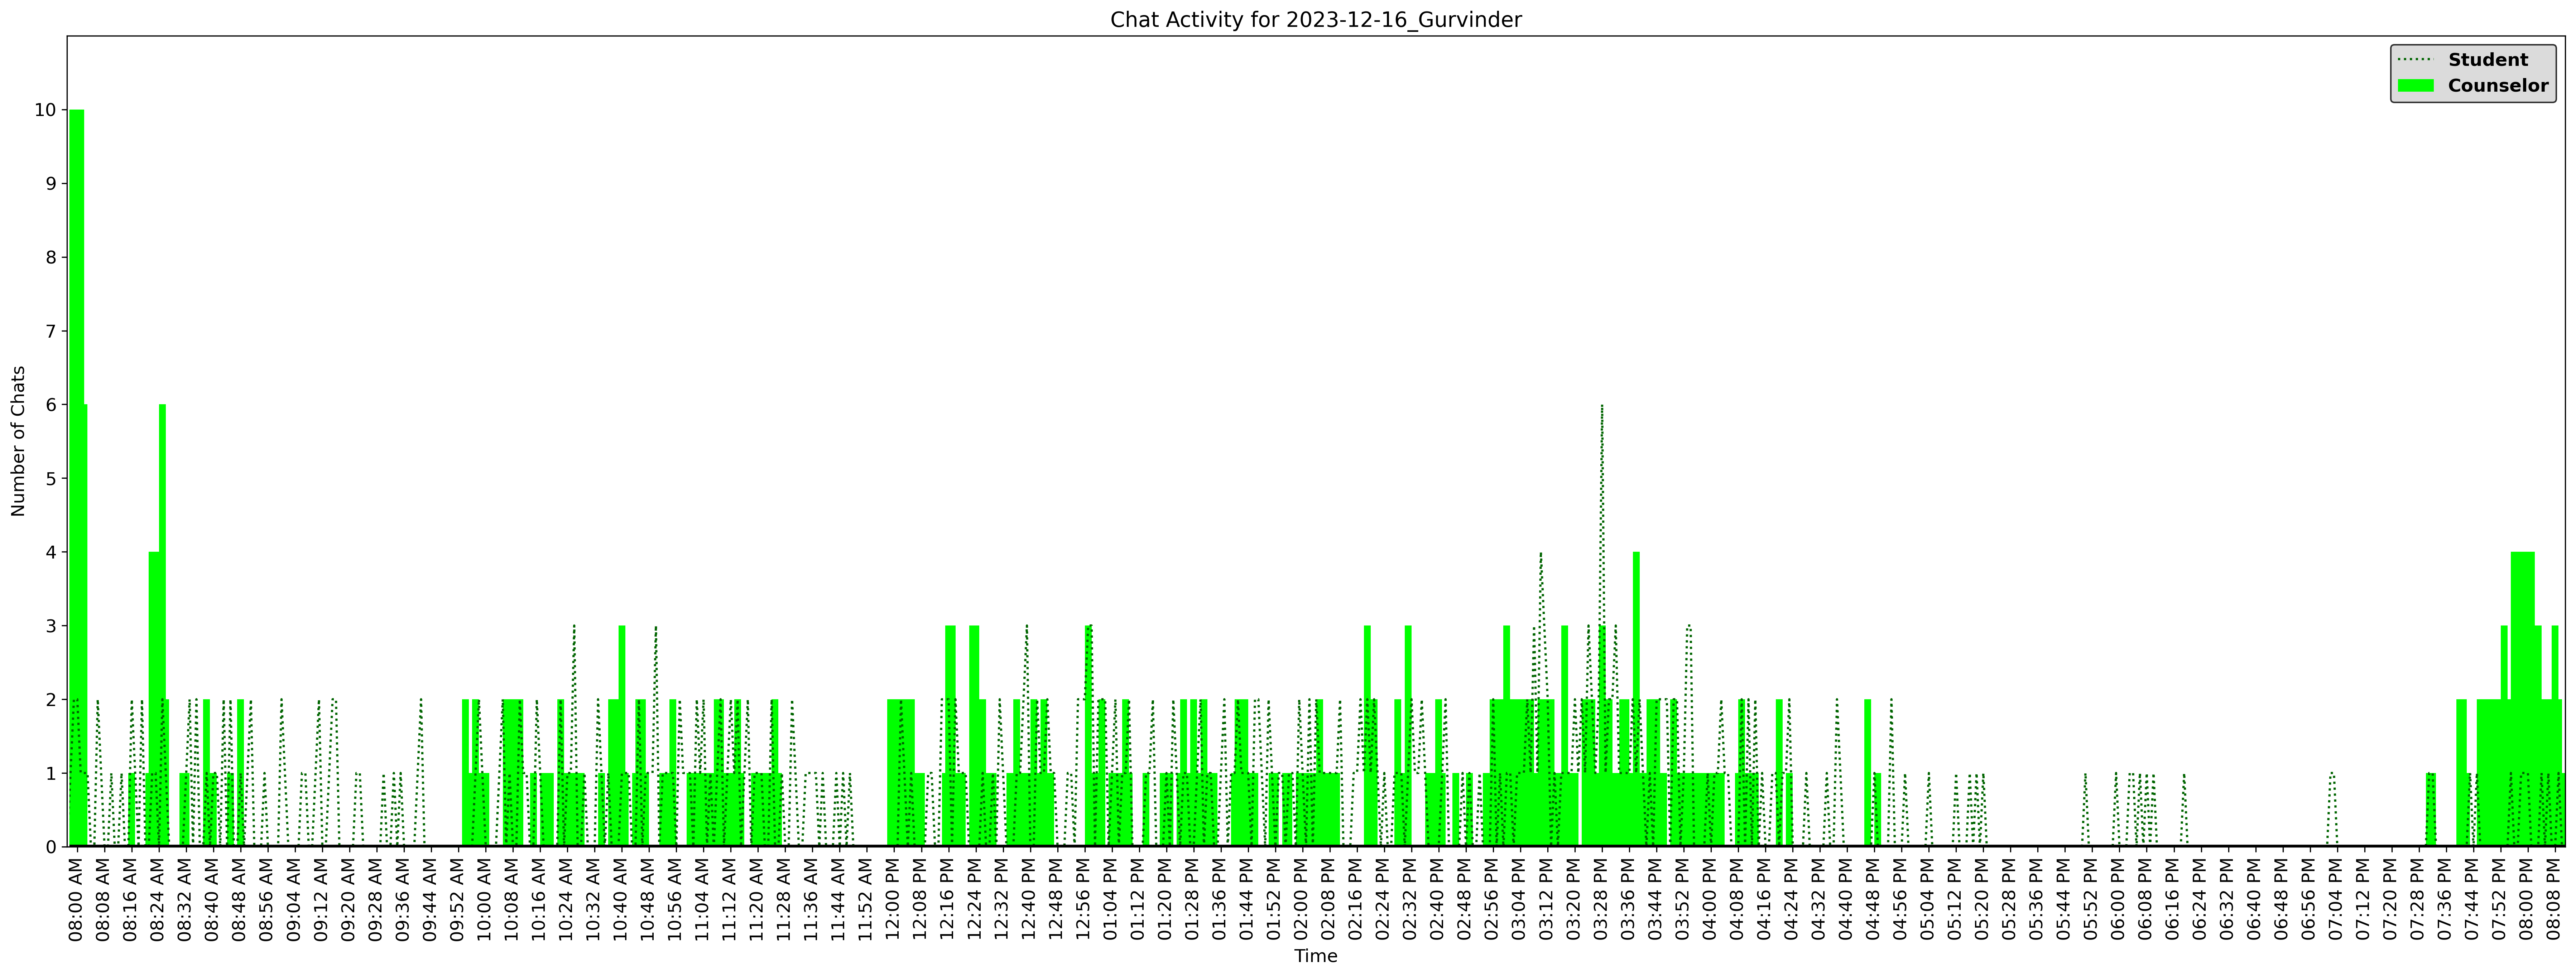 Chat Activity for 2023-12-16_Gurvinder
Student
Counselor
Number of Chats
10
9
8
7
6
5
4
3
2
1
0
08:00 AM
08:08 AM
08:16 AM
08:24 AM
08:32 AM
08:40 AM
08:48 AM
08:56 AM
09:04 AM
09:12 AM
09:20 AM
09:28 AM
09:36 AM
09:44 AM
09:52 AM
10:00 AM
10:08 AM
10:16 AM
10:24 AM
10:32 AM
10:40 AM
10:48 AM
10:56 AM
11:04 AM
11:12 AM
11:20 AM
11:28 AM
11:36 AM
11:44 AM
11:52 AM
12:00 PM
12:08 PM
12:16 PM
12:24 PM
12:32 PM
12:40 PM
12:48 PM
12:56 PM
01:04 PM
01:12 PM
01:20 PM
01:28 PM
01:36 PM
01:44 PM
01:52 PM
02:00 PM
02:08 PM
02:16 PM
02:24 PM
02:32 PM
02:40 PM
02:48 PM
02:56 PM
03:04 PM
03:12 PM
03:20 PM
03:28 PM
03:36 PM
03:44 PM
03:52 PM
04:00 PM
04:08 PM
04:16 PM
04:24 PM
04:32 PM
04:40 PM
04:48 PM
04:56 PM
05:04 PM
05:12 PM
05:20 PM
05:28 PM
05:36 PM
05:44 PM
05:52 PM
06:00 PM
06:08 PM
06:16 PM
06:24 PM
06:32 PM
06:40 PM
06:48 PM
06:56 PM
07:04 PM
07:12 PM
07:20 PM
07:28 PM
07:36 PM
07:44 PM
07:52 PM
08:00 PM
08:08 PM
Time